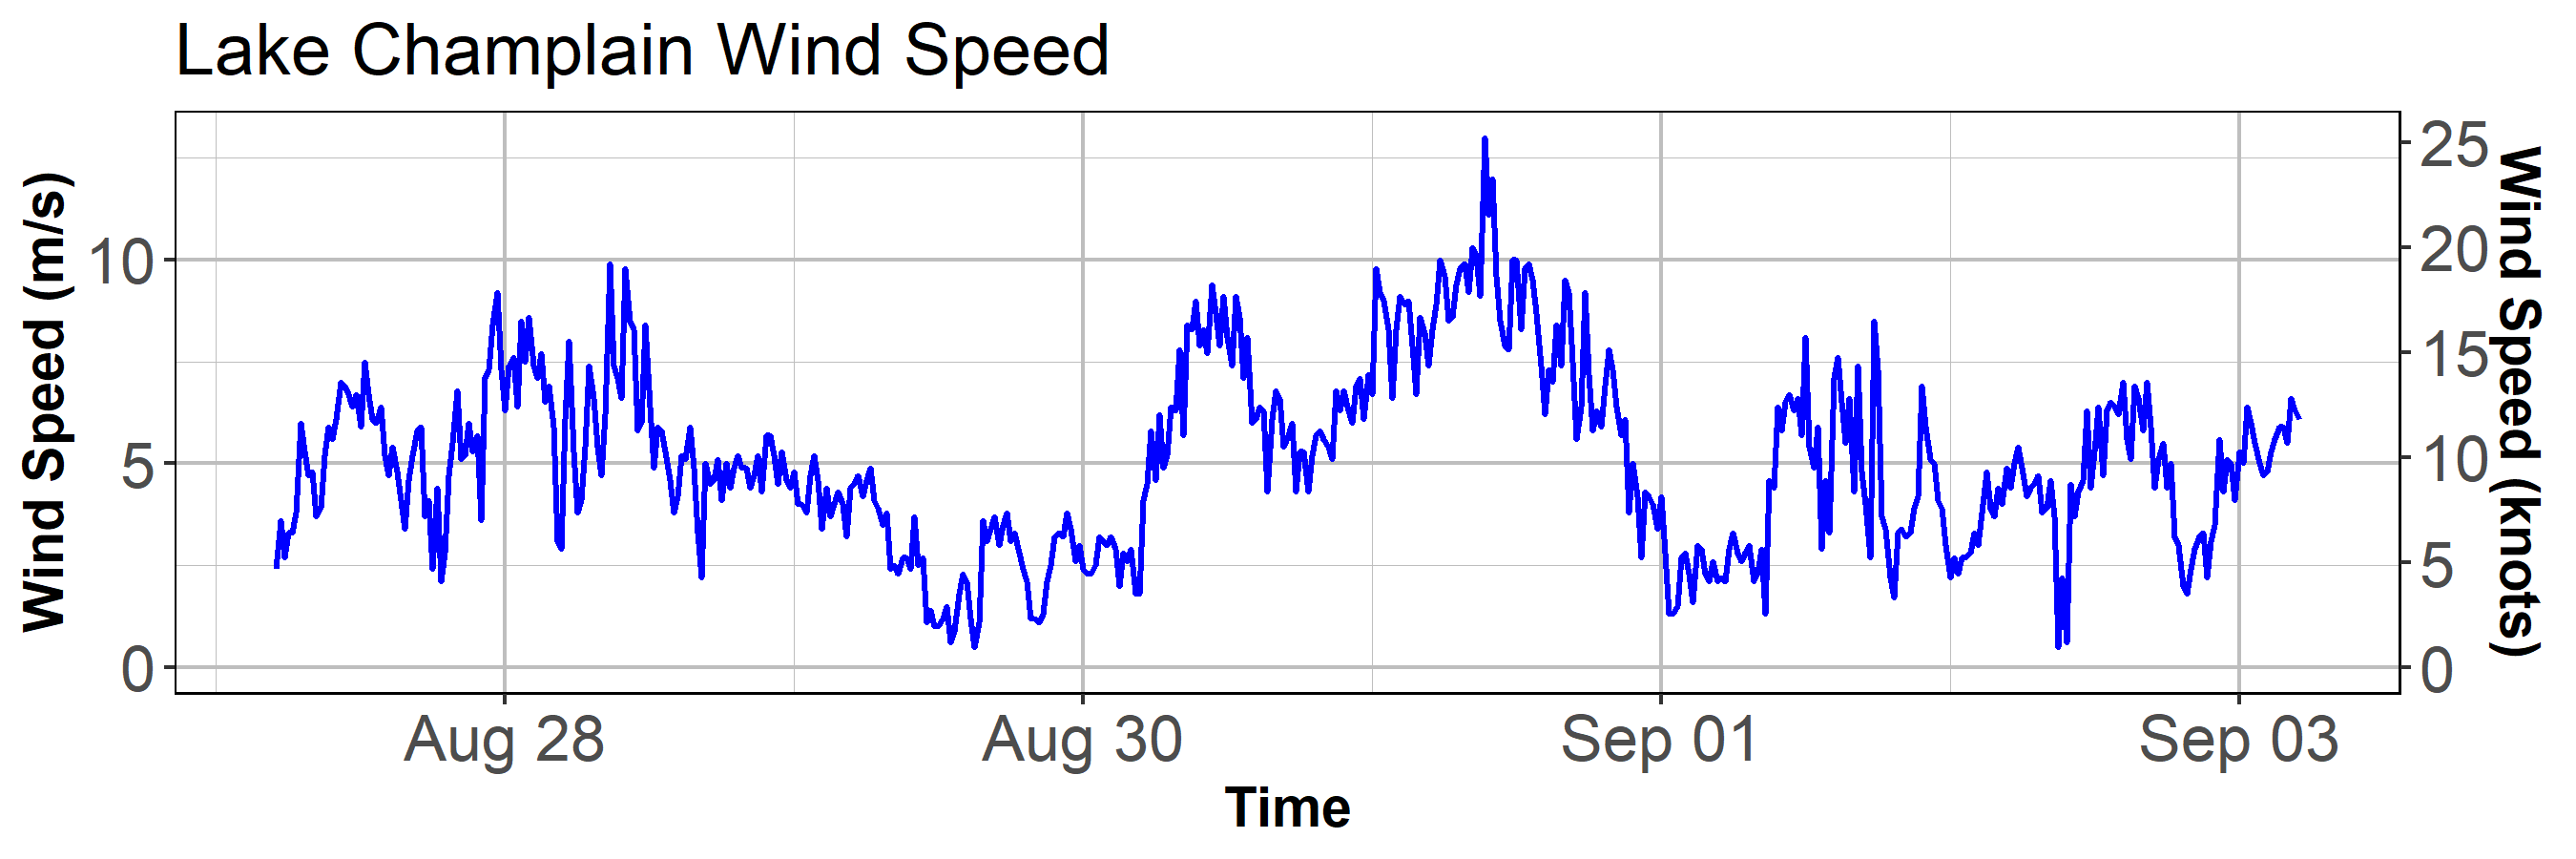 Lake Champlain Wind Speed
Wind Speed (m/s)
10
5
0
25
20
15
10
5
0
Wind Speed (knots)
Aug 28
Aug 30
Sep 01
Sep 03
Time